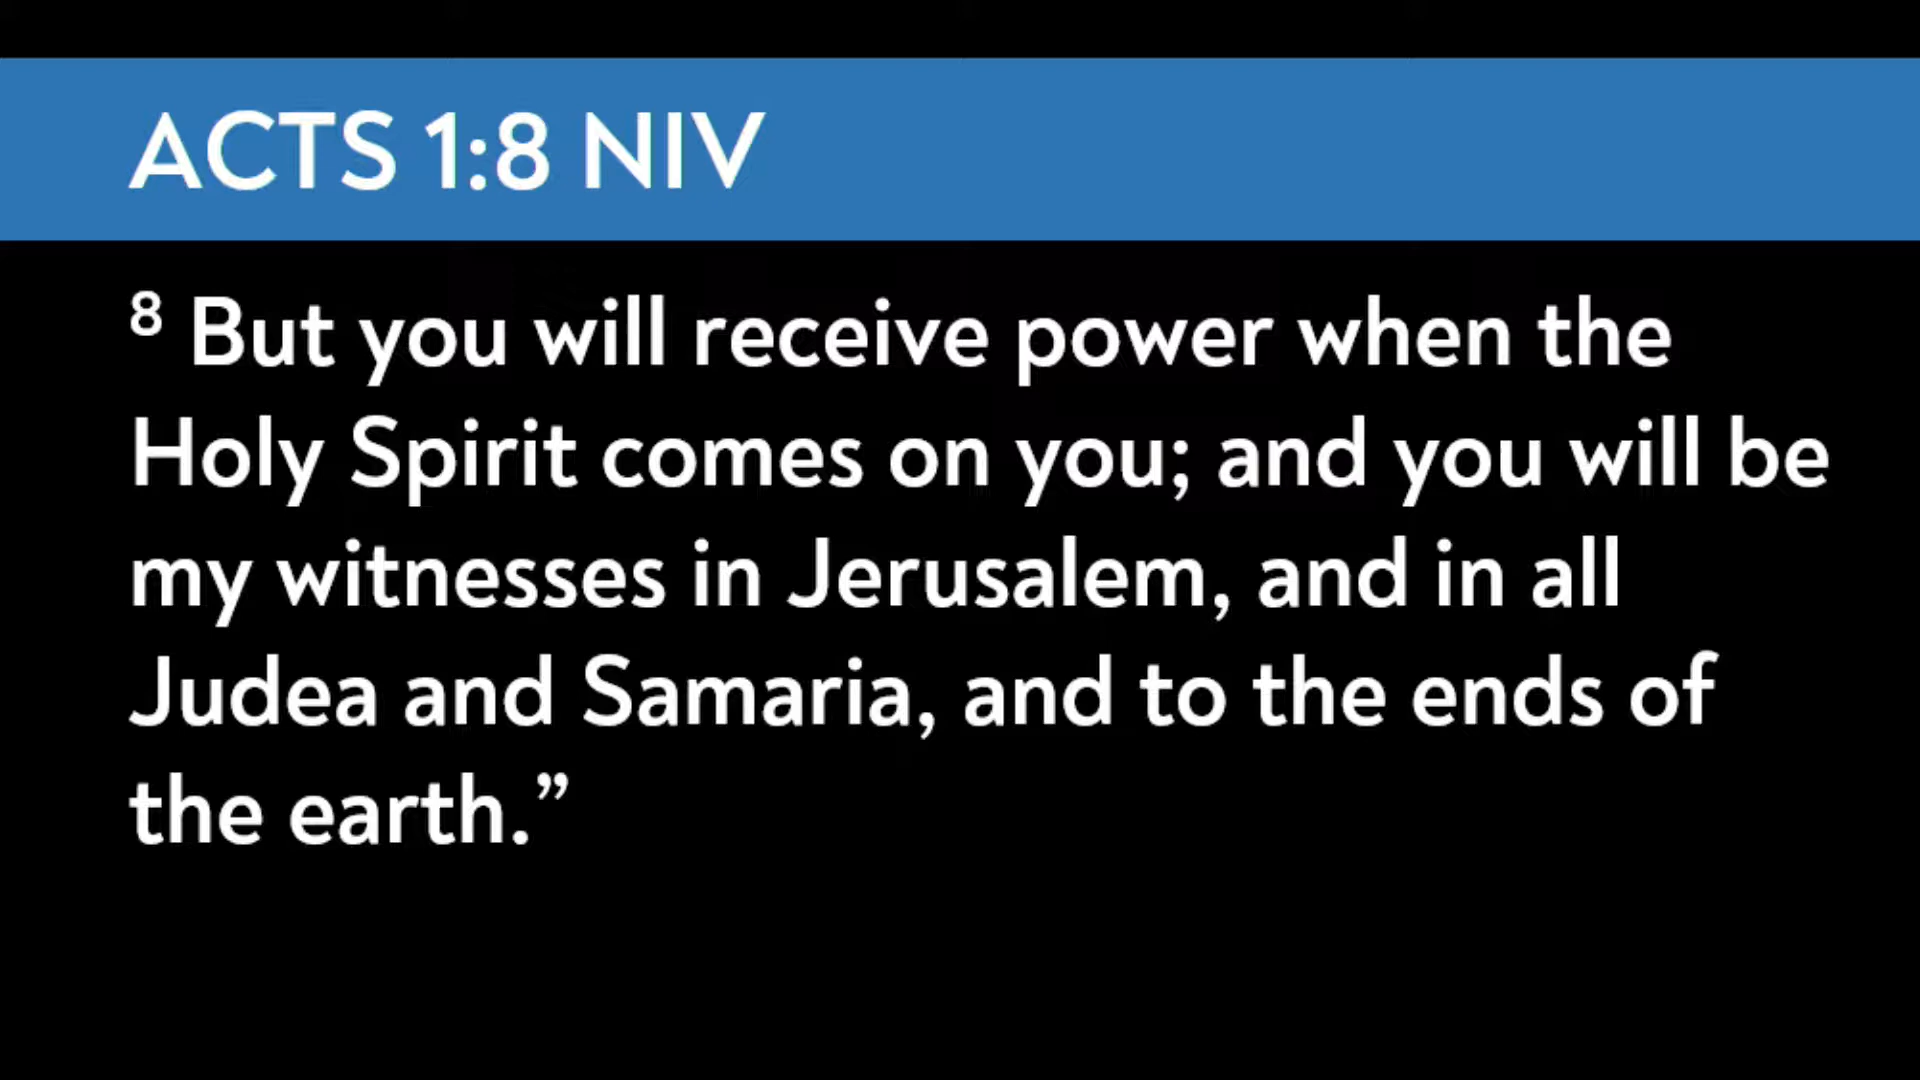 ACTS 1:8 NIV
8 But you will receive power when the
Holy Spirit comes on you; and you will be
my witnesses in Jerusalem, and in all
Judea and Samaria, and to the ends of
the earth.”